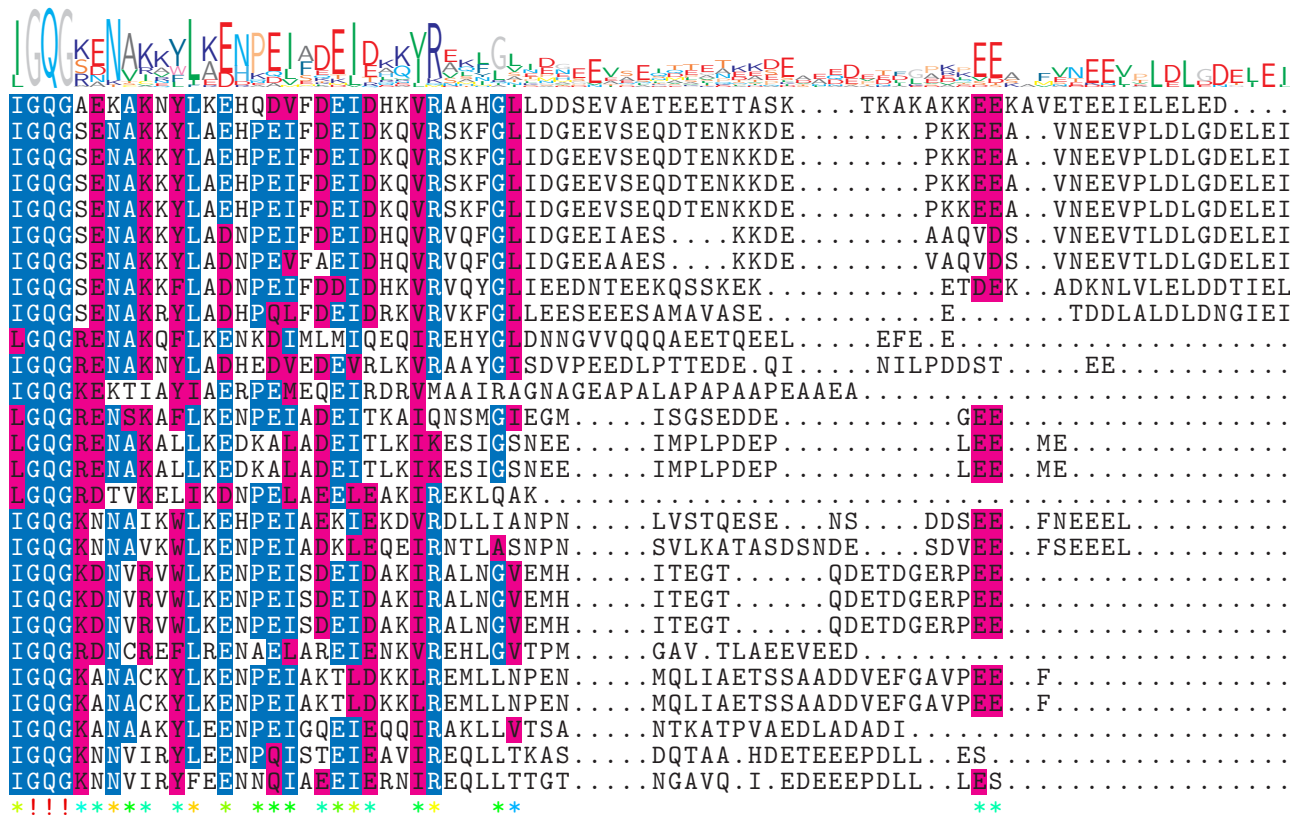 IGQGAEKAKNYLKEHQDVFDEIDHKVRAAHGLLDDSEVAETEEETTASK....TKAKAKKEEKAVETEEIELELED....
IGQGSENAKKYLAEHPEIFDEIDKQVRSKFGLIDGEEVSEQDTENKKDE........PKKEEA..VNEEVPLDLGDELEI
IGQGSENAKKYLAEHPEIFDEIDKQVRSKFGLIDGEEVSEQDTENKKDE........PKKEEA..VNEEVPLDLGDELEI
IGQGSENAKKYLAEHPEIFDEIDKQVRSKFGLIDGEEVSEQDTENKKDE........PKKEEA..VNEEVPLDLGDELEI
IGQGSENAKKYLAEHPEIFDEIDKQVRSKFGLIDGEEVSEQDTENKKDE........PKKEEA..VNEEVPLDLGDELEI
IGQGSENAKKYLADNPEIFDEIDHQVRVQFGLIDGEEIAES....KKDE........AAQVDS..VNEEVTLDLGDELEI
IGQGSENAKKYLADNPEVFAEIDHQVRVQFGLIDGEEAAES....KKDE........VAQVDS..VNEEVTLDLGDELEI
IGQGSENAKKFLADNPEIFDDIDHKVRVQYGLIEEDNTEEKQSSKEK...........ETDEK..ADKNLVLELDDTIEL
IGQGSENAKRYLADHPQLFDEIDRKVRVKFGLLEESEEESAMAVASE...........E.......TDDLALDLDNGIEI
LGQGRENAKQFLKENKDIMLMIQEQIREHYGLDNNGVVQQQAEETQEEL.....EFE.E.....................
IGQGRENAKNYLADHEDVEDEVRLKVRAAYGISDVPEEDLPTTEDE.QI....NILPDDST......EE...........
IGQGKEKTIAYIAERPEMEQEIRDRVMAAIRAGNAGEAPALAPAPAAPEAAEA...........................
LGQGRENSKAFLKENPEIADEITKAIQNSMGIEGM.....ISGSEDDE...........GEE..................
LGQGRENAKALLKEDKALADEITLKIKESIGSNEE.....IMPLPDEP...........LEE..ME..............
LGQGRENAKALLKEDKALADEITLKIKESIGSNEE.....IMPLPDEP...........LEE..ME..............
LGQGRDTVKELIKDNPELAEELEAKIREKLQAK...............................................
IGQGKNNAIKWLKEHPEIAEKIEKDVRDLLIANPN.....LVSTQESE...NS....DDSEE..FNEEEL..........
IGQGKNNAVKWLKENPEIADKLEQEIRNTLASNPN.....SVLKATASDSNDE....SDVEE..FSEEEL..........
IGQGKDNVRVWLKENPEISDEIDAKIRALNGVEMH.....ITEGT......QDETDGERPEE..................
IGQGKDNVRVWLKENPEISDEIDAKIRALNGVEMH.....ITEGT......QDETDGERPEE..................
IGQGKDNVRVWLKENPEISDEIDAKIRALNGVEMH.....ITEGT......QDETDGERPEE..................
IGQGRDNCREFLRENAELAREIENKVREHLGVTPM.....GAV.TLAEEVEED...........................
IGQGKANACKYLKENPEIAKTLDKKLREMLLNPEN.....MQLIAETSSAADDVEFGAVPEE..F...............
IGQGKANACKYLKENPEIAKTLDKKLREMLLNPEN.....MQLIAETSSAADDVEFGAVPEE..F...............
IGQGKANAAKYLEENPEIGQEIEQQIRAKLLVTSA.....NTKATPVAEDLADADI........................
IGQGKNNVIRYLEENPQISTEIEAVIREQLLTKAS.....DQTAA.HDETEEEPDLL..ES...................
IGQGKNNVIRYFEENNQIAEEIERNIREQLLTTGT.....NGAVQ.I.EDEEEPDLL..LES..................
*!!!***** ** * *** **** ** ** **